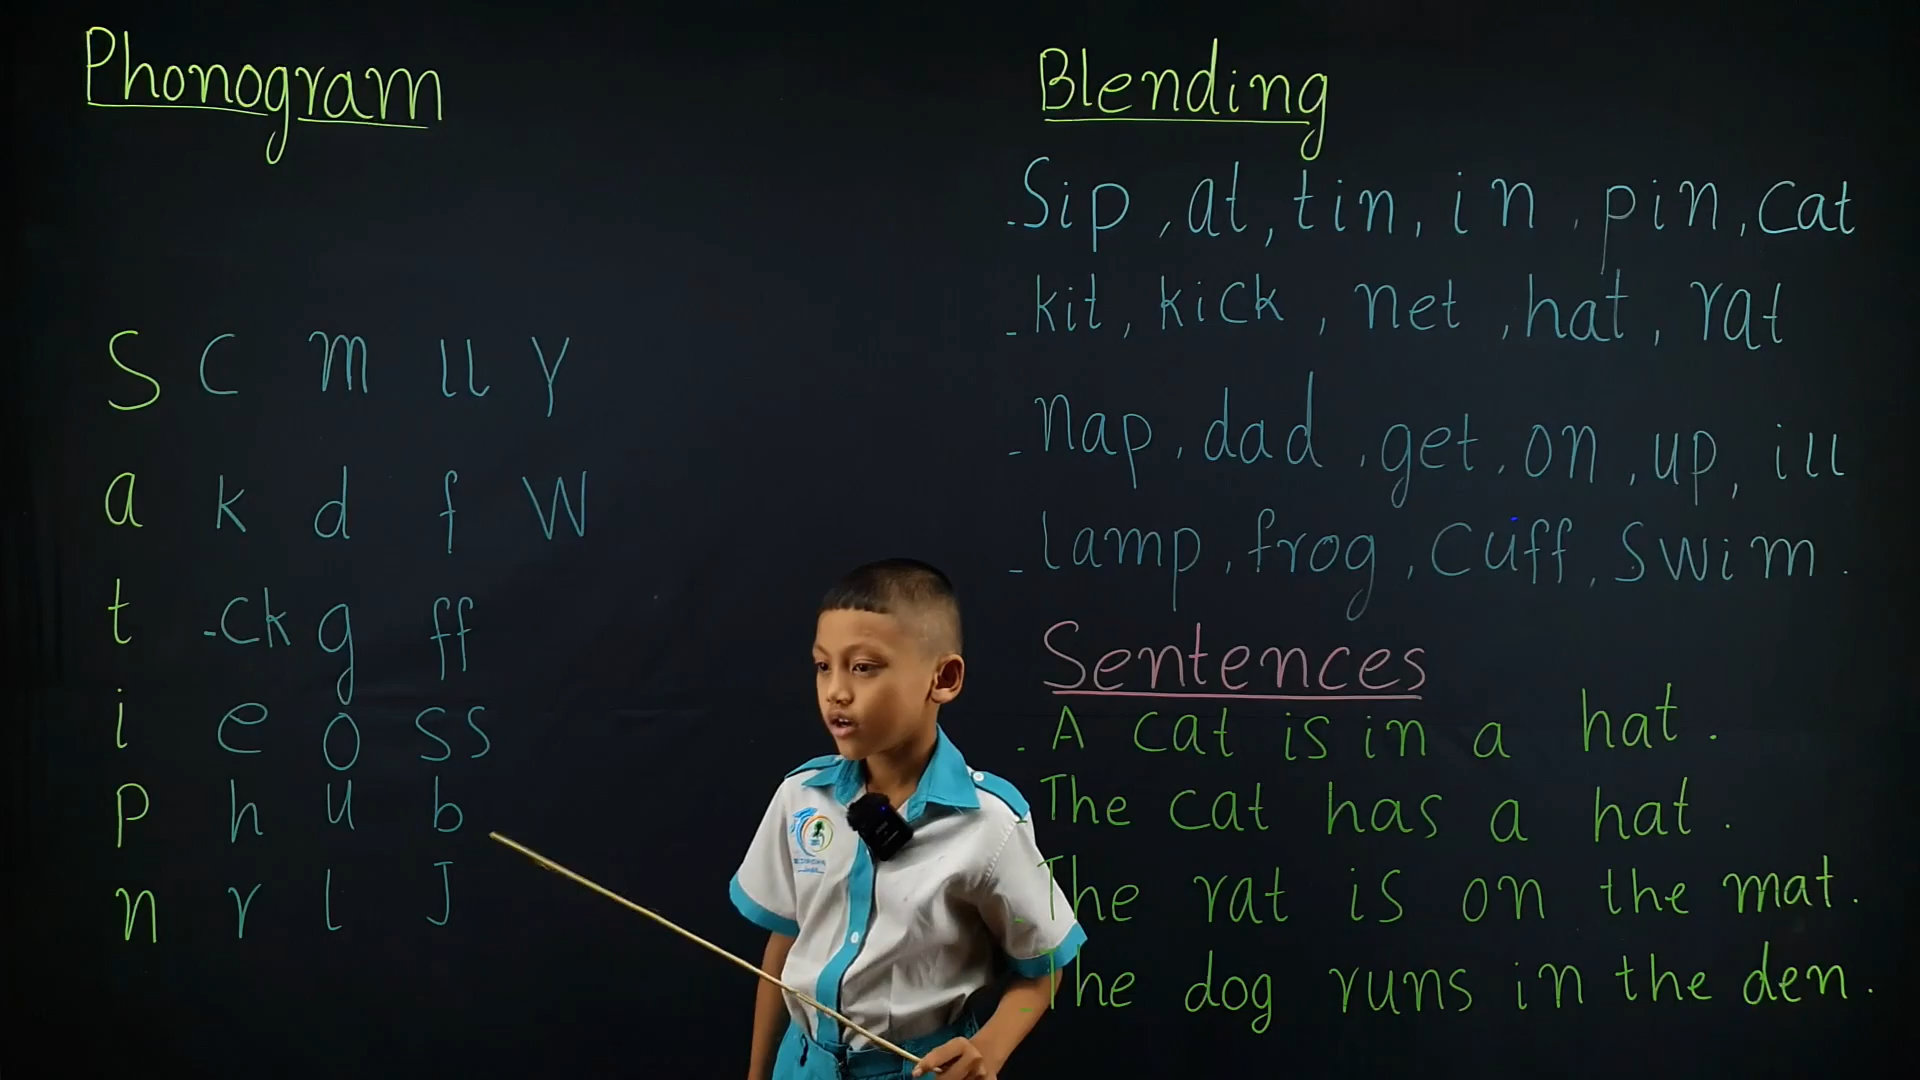 Phonogram
S c m ll y
a k d f w
t -ck g ff
i e o ss
p h u b
n r l J
Blending
-Sip, at, tin, in, pin, cat
-kit, kick, net, hat, rat
-nap, dad, get, on, up, ill
-lamp, frog, cuff, swim.
Sentences
. A cat is in a hat.
The cat has a hat.
The rat is on the mat.
The dog runs in the den.